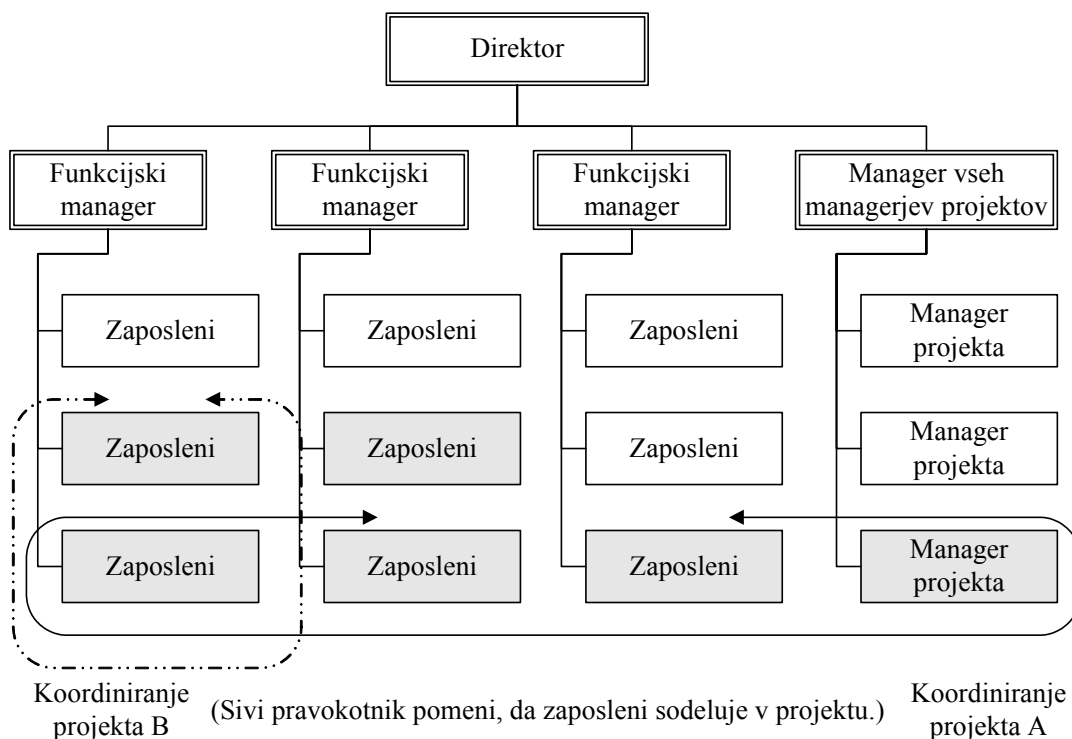 Direktor
Funkcijski
manager
Funkcijski
manager
Funkcijski
manager
Manager vseh
managerjev projektov
Zaposleni
Zaposleni
Zaposleni
Manager
projekta
Zaposleni
Zaposleni
Zaposleni
Manager
projekta
Zaposleni
Zaposleni
Zaposleni
Manager
projekta
Koordiniranje
projekta B
(Sivi pravokotnik pomeni, da zaposleni sodeluje v projektu.)
Koordiniranje
projekta A